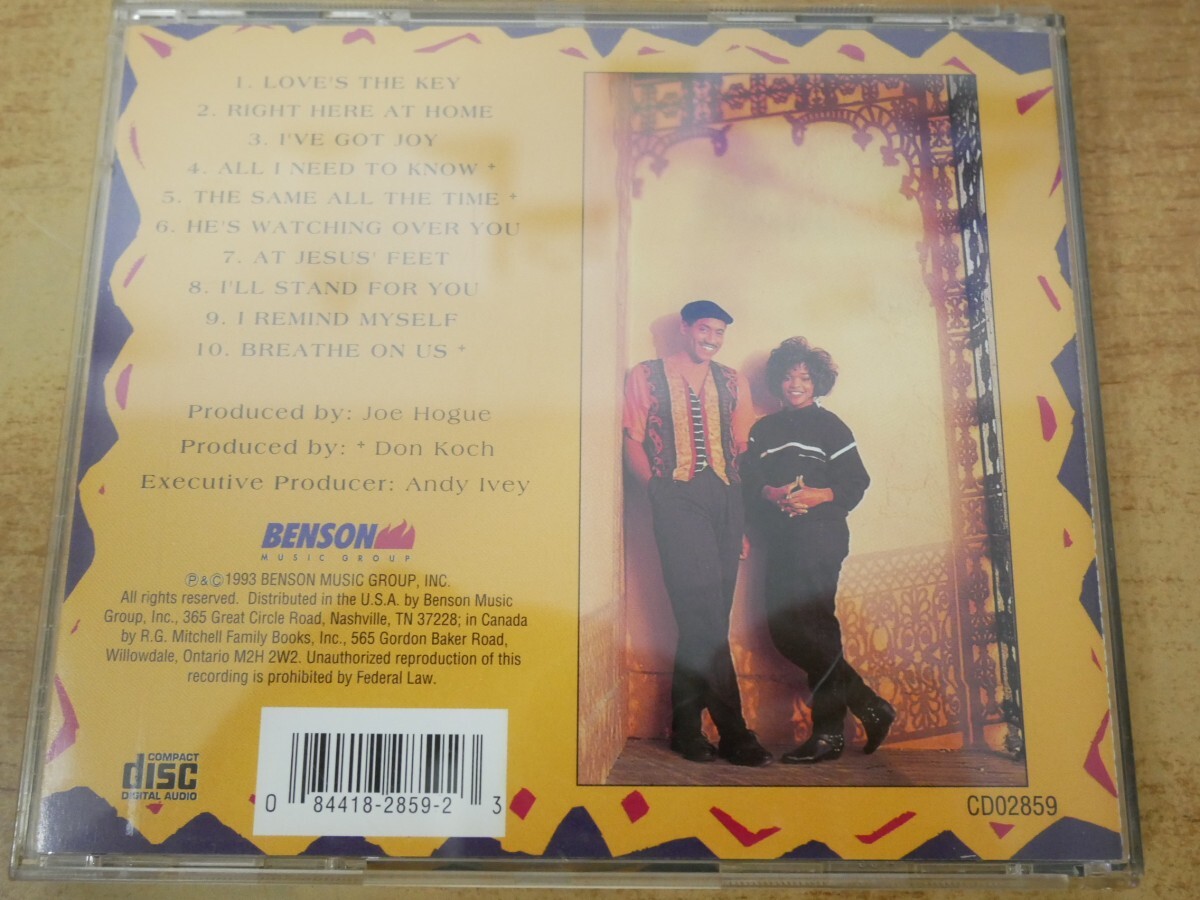 1. LOVE'S THE KEY
2. RIGHT HERE AT HOME
3. I'VE GOT JOY
4. ALL I NEED TO KNOW +
5. THE SAME ALL THE TIME +
6. HE'S WATCHING OVER YOU
7. AT JESUS' FEET
8. I'LL STAND FOR YOU
9. I REMIND MYSELF
10. BREATHE ON US +
Produced by: Joe Hogue
Produced by: + Don Koch
Executive Producer: Andy Ivey
BENSON
MUSIC GROUP
℗&©1993 BENSON MUSIC GROUP, INC.
All rights reserved. Distributed in the U.S.A. by Benson Music
Group, Inc., 365 Great Circle Road, Nashville, TN 37228; in Canada
by R.G. Mitchell Family Books, Inc., 565 Gordon Baker Road,
Willowdale, Ontario M2H 2W2. Unauthorized reproduction of this
recording is prohibited by Federal Law.
COMPACT
disc
DIGITAL AUDIO
0 84418-2859-2 3
CD02859